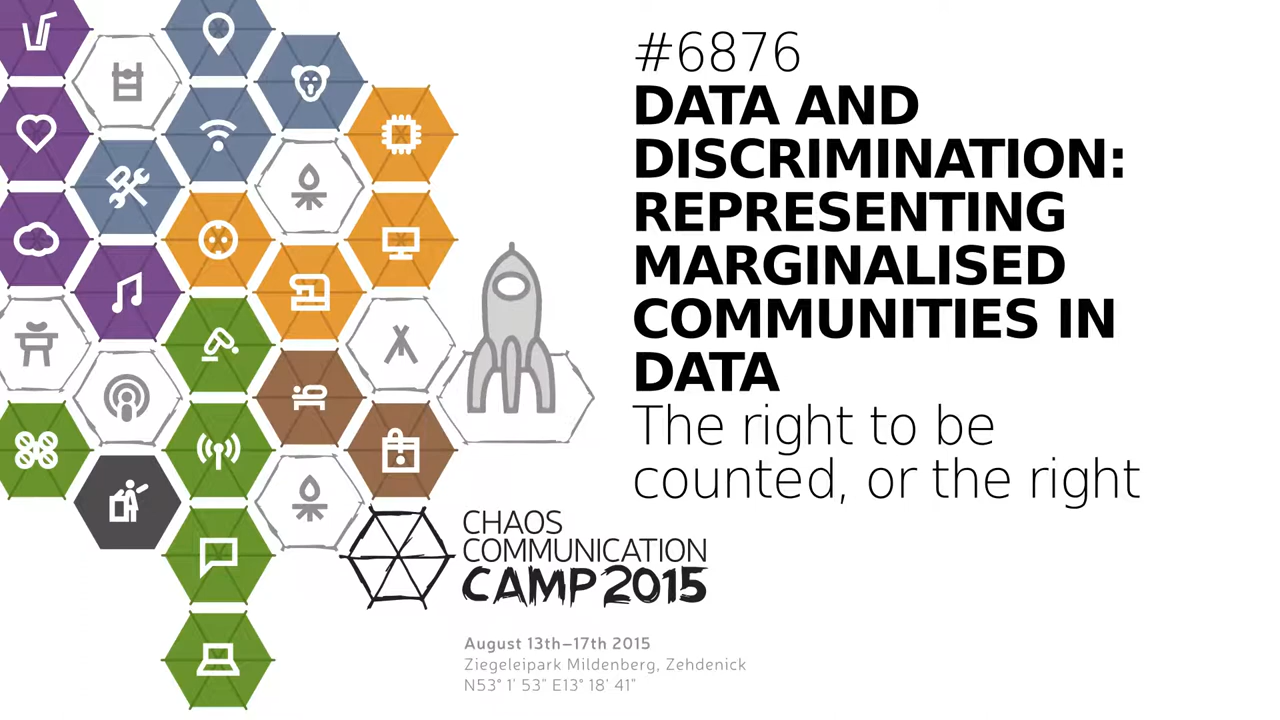 #6876
DATA AND
DISCRIMINATION:
REPRESENTING
MARGINALISED
COMMUNITIES IN
DATA
The right to be
counted, or the right
CHAOS
COMMUNICATION
CAMP 2015
August 13th–17th 2015
Ziegeleipark Mildenberg, Zehdenick
N53° 1' 53" E13° 18' 41"